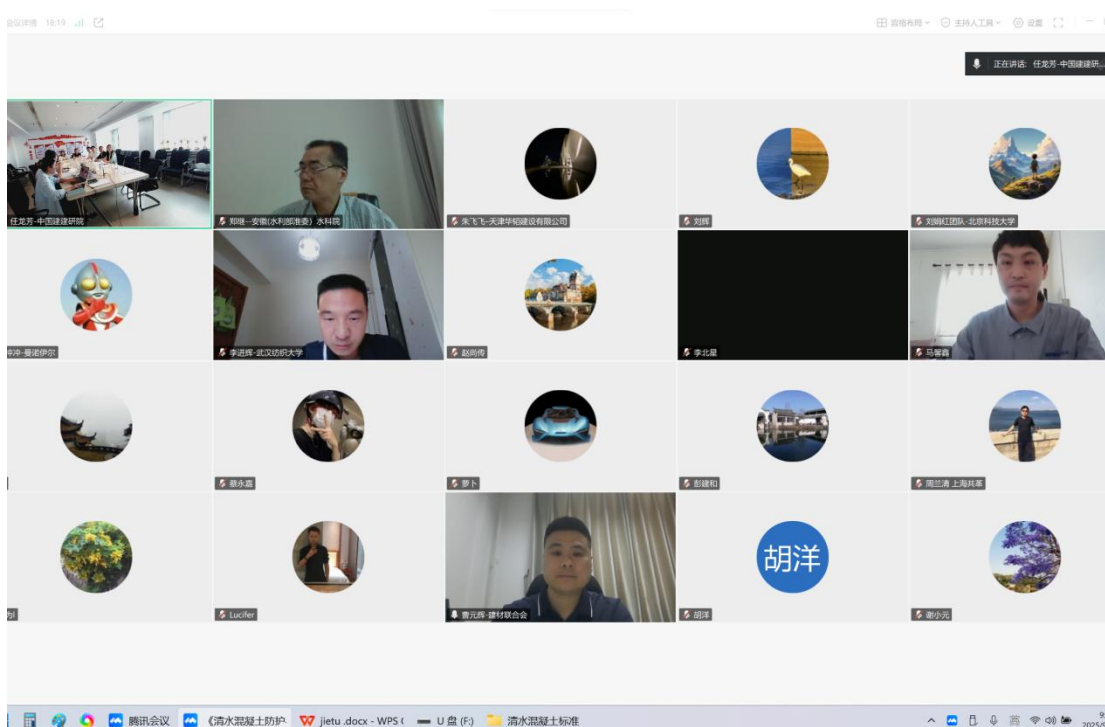 会议详情 18:19
宫格布局 主持人工具 设置
正在讲话: 任龙芳-中国建建研...
任龙芳-中国建建研院
郑继--安徽(水利部淮委）水科院
朱飞飞-天津华韬建设有限公司
刘辉
刘娟红团队-北京科技大学
冲冲-曼诺伊尔
李进辉-武汉纺织大学
赵尚传
李北星
马馨鑫
蔡永嘉
萝卜
彭建和
周兰清 上海共革
Lucifer
曹元辉-建材联合会
胡洋
胡洋
谢小元
腾讯会议
《清水混凝土防护
jietu .docx - WPS (
U 盘 (F:)
清水混凝土标准